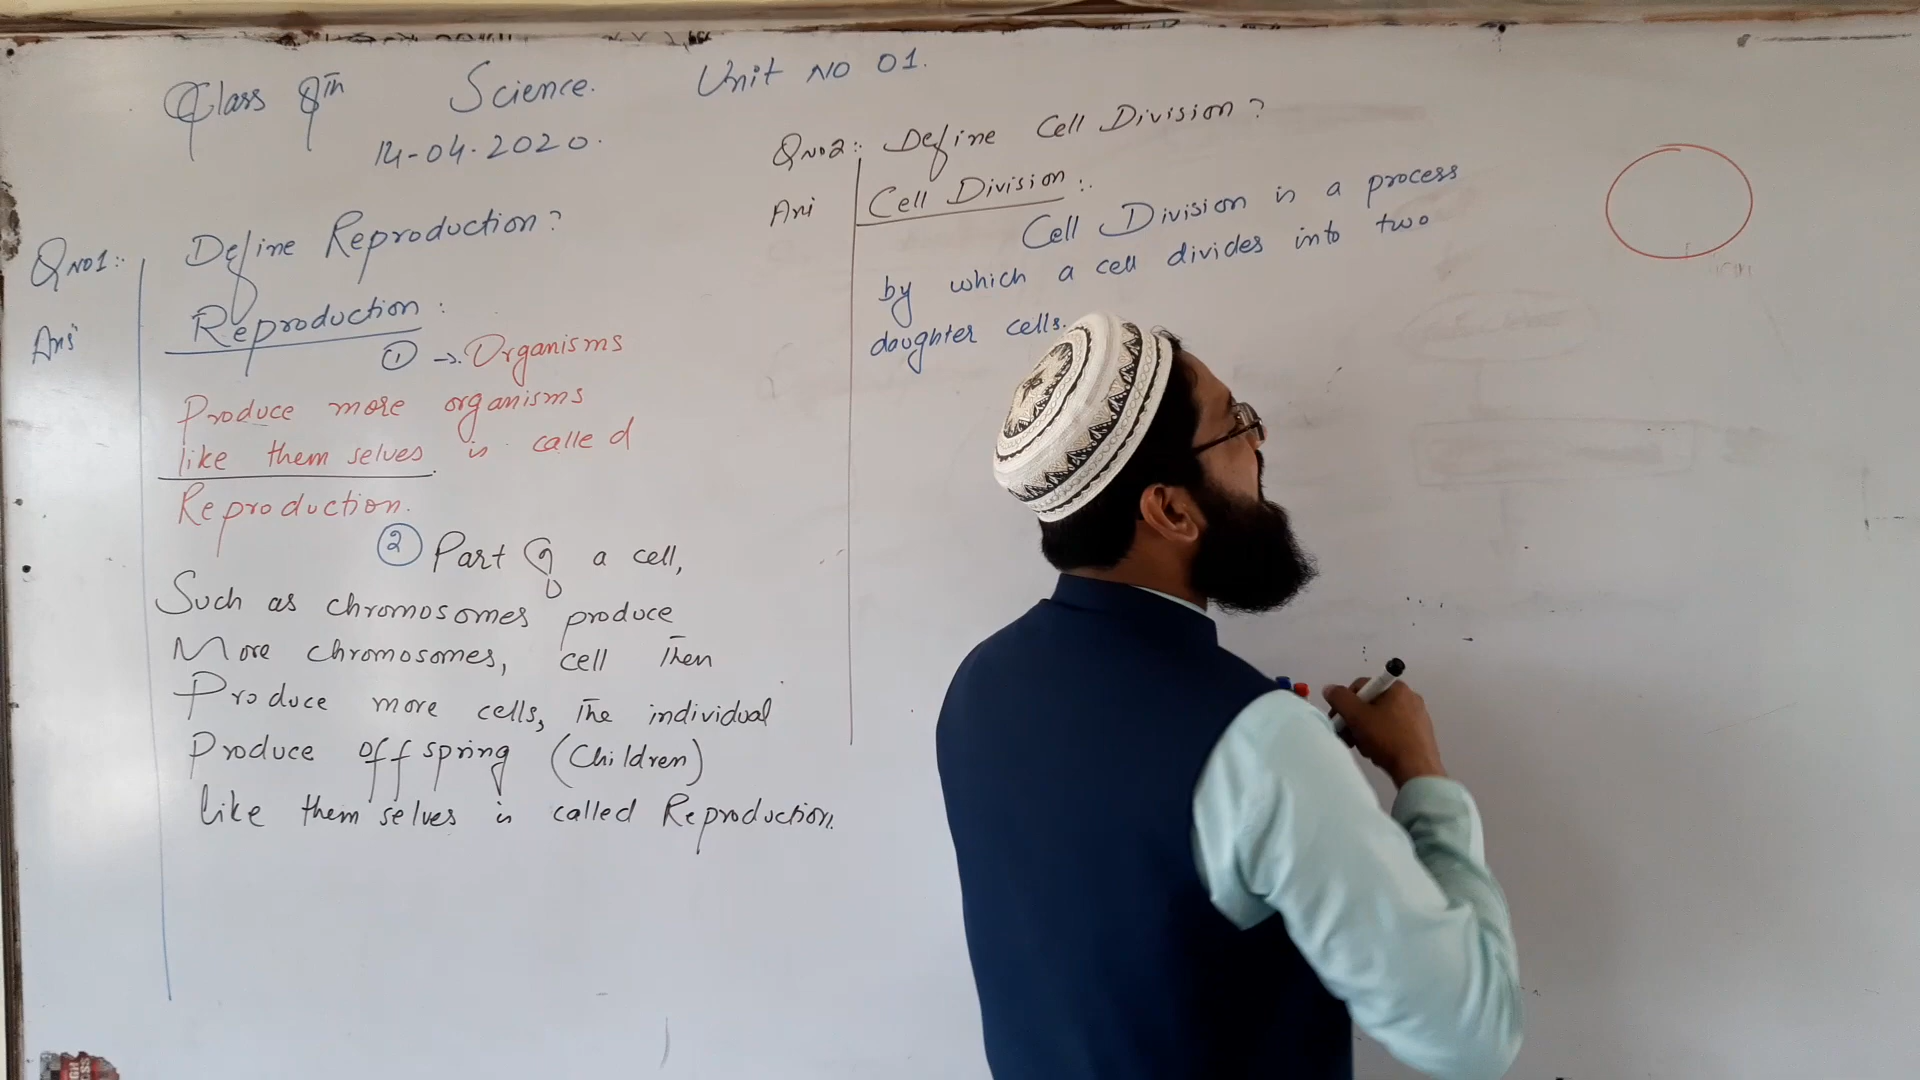 Class 8th Science. Unit NO 01.
14-04-2020.
QNO1:. Define Reproduction?
Ans Reproduction:
① → Organisms
Produce more organisms
like them selves is called
Reproduction.
② Part of a cell,
Such as chromosomes produce
More chromosomes, cell Then
Produce more cells, The individual
Produce offspring (Children)
like them selves is called Reproduction.
QNO2:. Define Cell Division?
Ans Cell Division:.
Cell Division is a process
by which a cell divides into two
daughter cells.